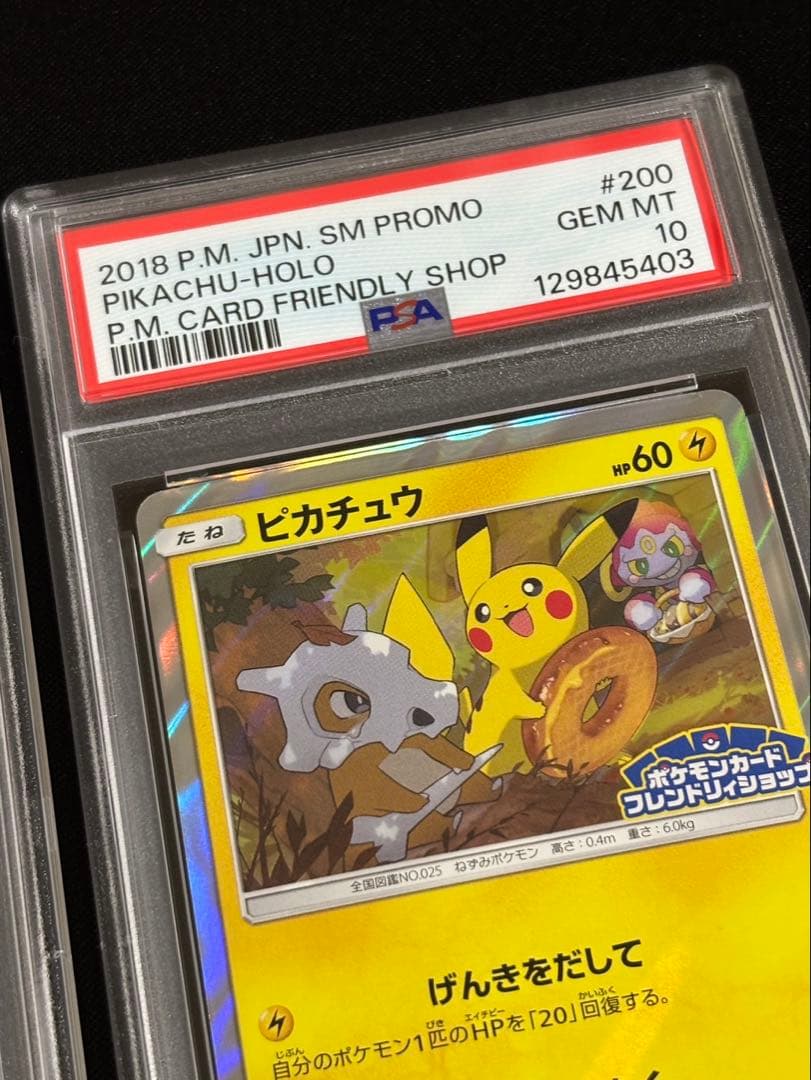 2018 P.M. JPN. SM PROMO #200
PIKACHU-HOLO GEM MT
P.M. CARD FRIENDLY SHOP 10
129845403
PSA
たね ピカチュウ HP60
ポケモンカード
フレンドリィショップ
全国図鑑NO.025 ねずみポケモン 高さ:0.4m 重さ:6.0kg
げんきをだして
自分のポケモン1匹のHPを「20」回復する。